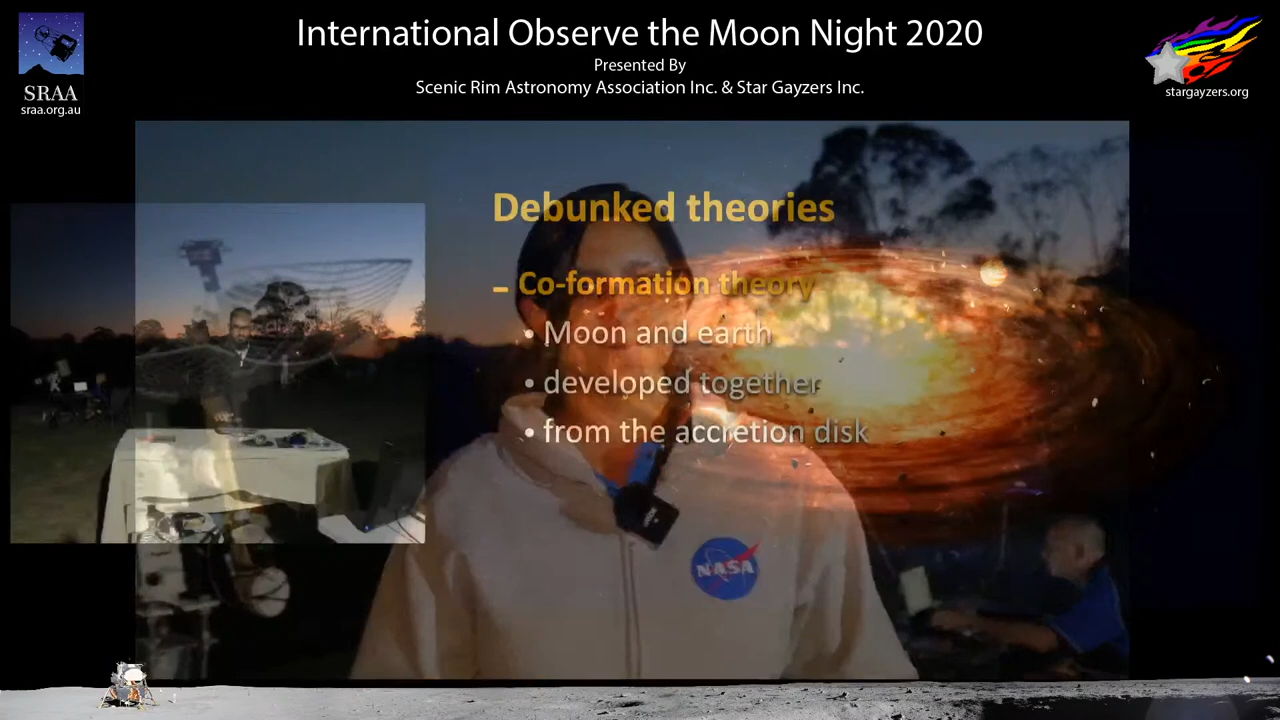 International Observe the Moon Night 2020
Presented By
Scenic Rim Astronomy Association Inc. & Star Gayzers Inc.
SRAA
sraa.org.au
stargayzers.org
Debunked theories
– Co-formation theory
• Moon and earth
• developed together
• from the accretion disk
NASA